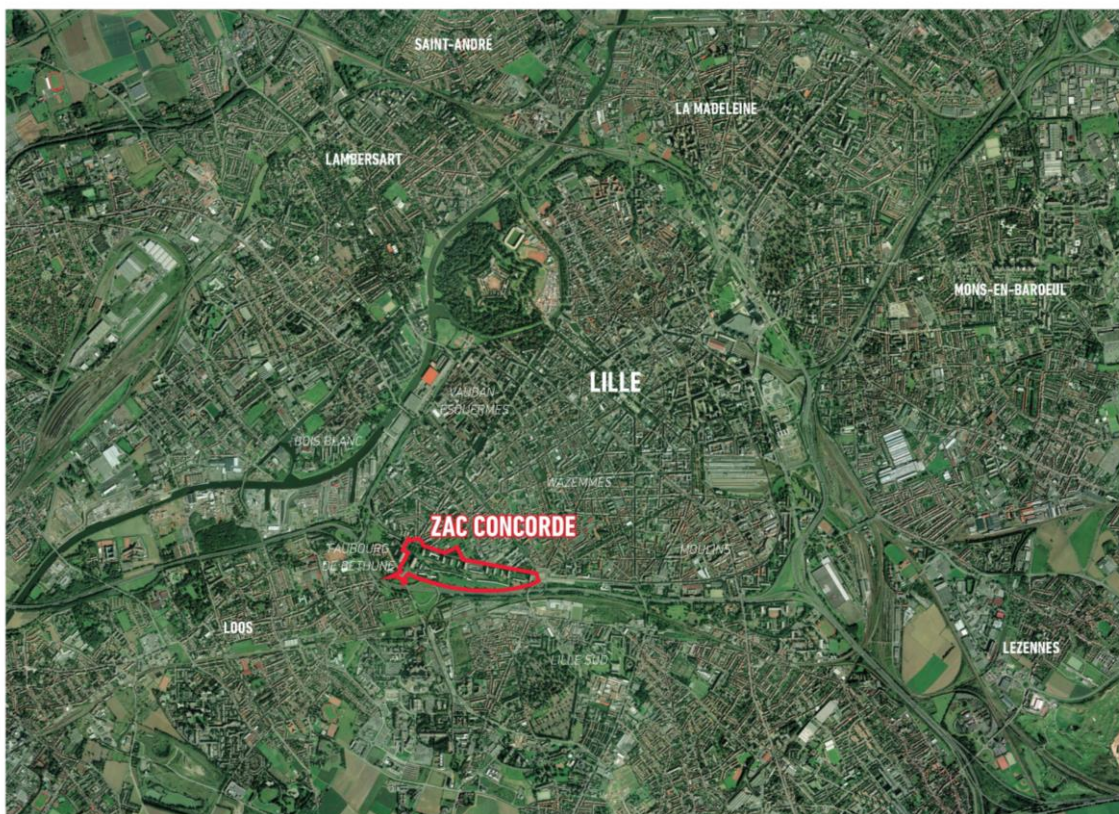 SAINT-ANDRÉ
LA MADELEINE
LAMBERSART
MONS-EN-BAROEUL
LILLE
VAUBAN
ESQUERMES
BOIS BLANC
WAZEMMES
ZAC CONCORDE
FAUBOURG
DE BÉTHUNE
MOULINS
LOOS
LEZENNES
LILLE SUD